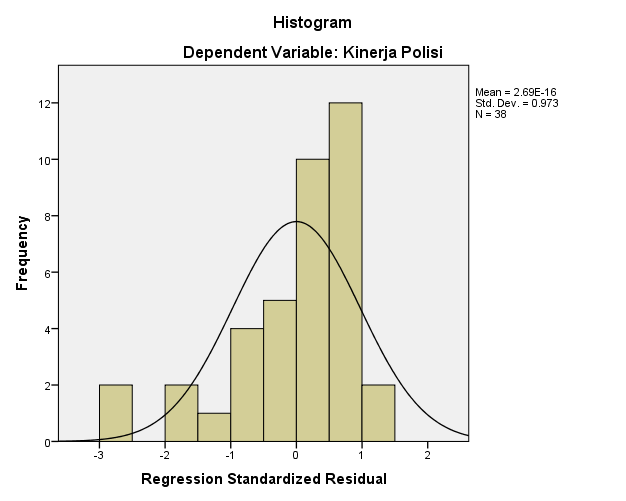 Histogram
Dependent Variable: Kinerja Polisi
Mean = 2.69E-16
Std. Dev. = 0.973
N = 38
Frequency
12
10
8
6
4
2
0
-3 -2 -1 0 1 2
Regression Standardized Residual